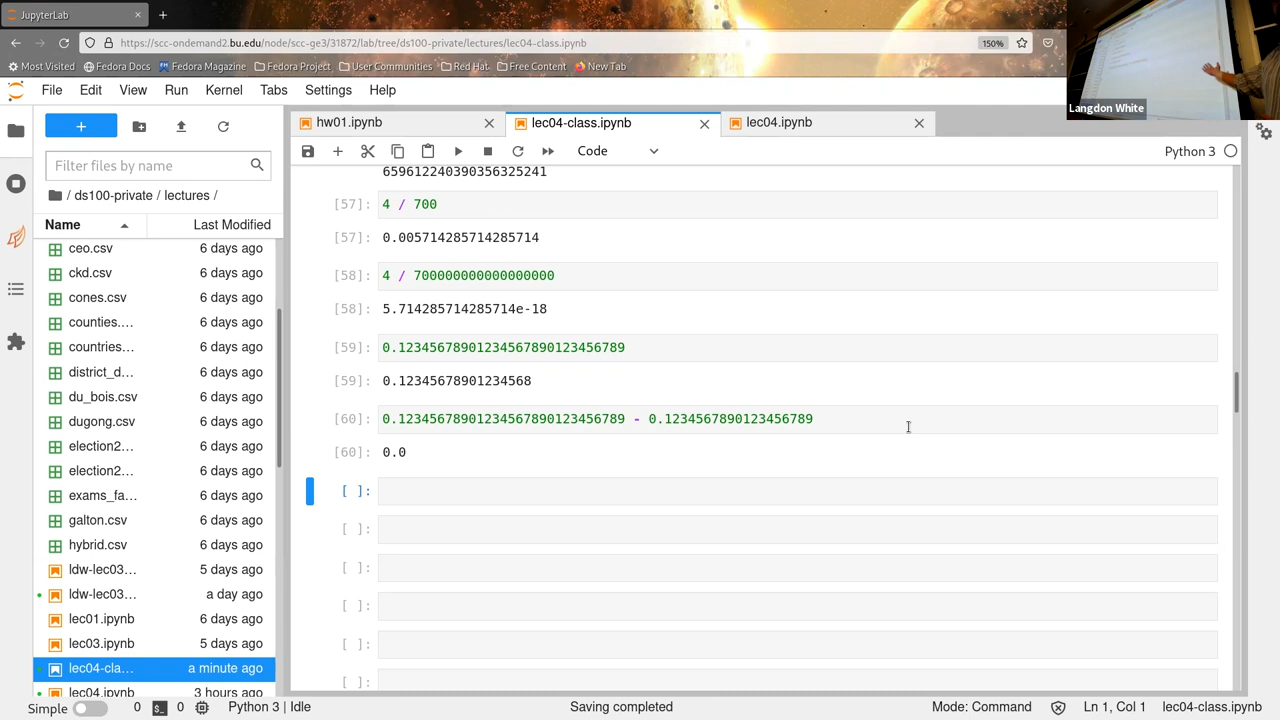 JupyterLab
https://scc-ondemand2.bu.edu/node/scc-ge3/31872/lab/tree/ds100-private/lectures/lec04-class.ipynb
150%
Most Visited
Fedora Docs
Fedora Magazine
Fedora Project
User Communities
Red Hat
Free Content
New Tab
Langdon White
File Edit View Run Kernel Tabs Settings Help
hw01.ipynb
lec04-class.ipynb
lec04.ipynb
Code
Python 3
Filter files by name
/ ds100-private / lectures /
Name Last Modified
ceo.csv 6 days ago
ckd.csv 6 days ago
cones.csv 6 days ago
counties.... 6 days ago
countries... 6 days ago
district_d... 6 days ago
du_bois.csv 6 days ago
dugong.csv 6 days ago
election2... 6 days ago
election2... 6 days ago
exams_fa... 6 days ago
galton.csv 6 days ago
hybrid.csv 6 days ago
ldw-lec03... 5 days ago
ldw-lec03... a day ago
lec01.ipynb 6 days ago
lec03.ipynb 5 days ago
lec04-cla... a minute ago
lec04.ipynb 3 hours ago
659612240390356325241
[57]: 4 / 700
[57]: 0.005714285714285714
[58]: 4 / 700000000000000000
[58]: 5.714285714285714e-18
[59]: 0.12345678901234567890123456789
[59]: 0.12345678901234568
[60]: 0.12345678901234567890123456789 - 0.1234567890123456789
[60]: 0.0
[ ]:
[ ]:
[ ]:
[ ]:
[ ]:
[ ]:
Simple 0 $_ 0 Python 3 | Idle Saving completed Mode: Command Ln 1, Col 1 lec04-class.ipynb